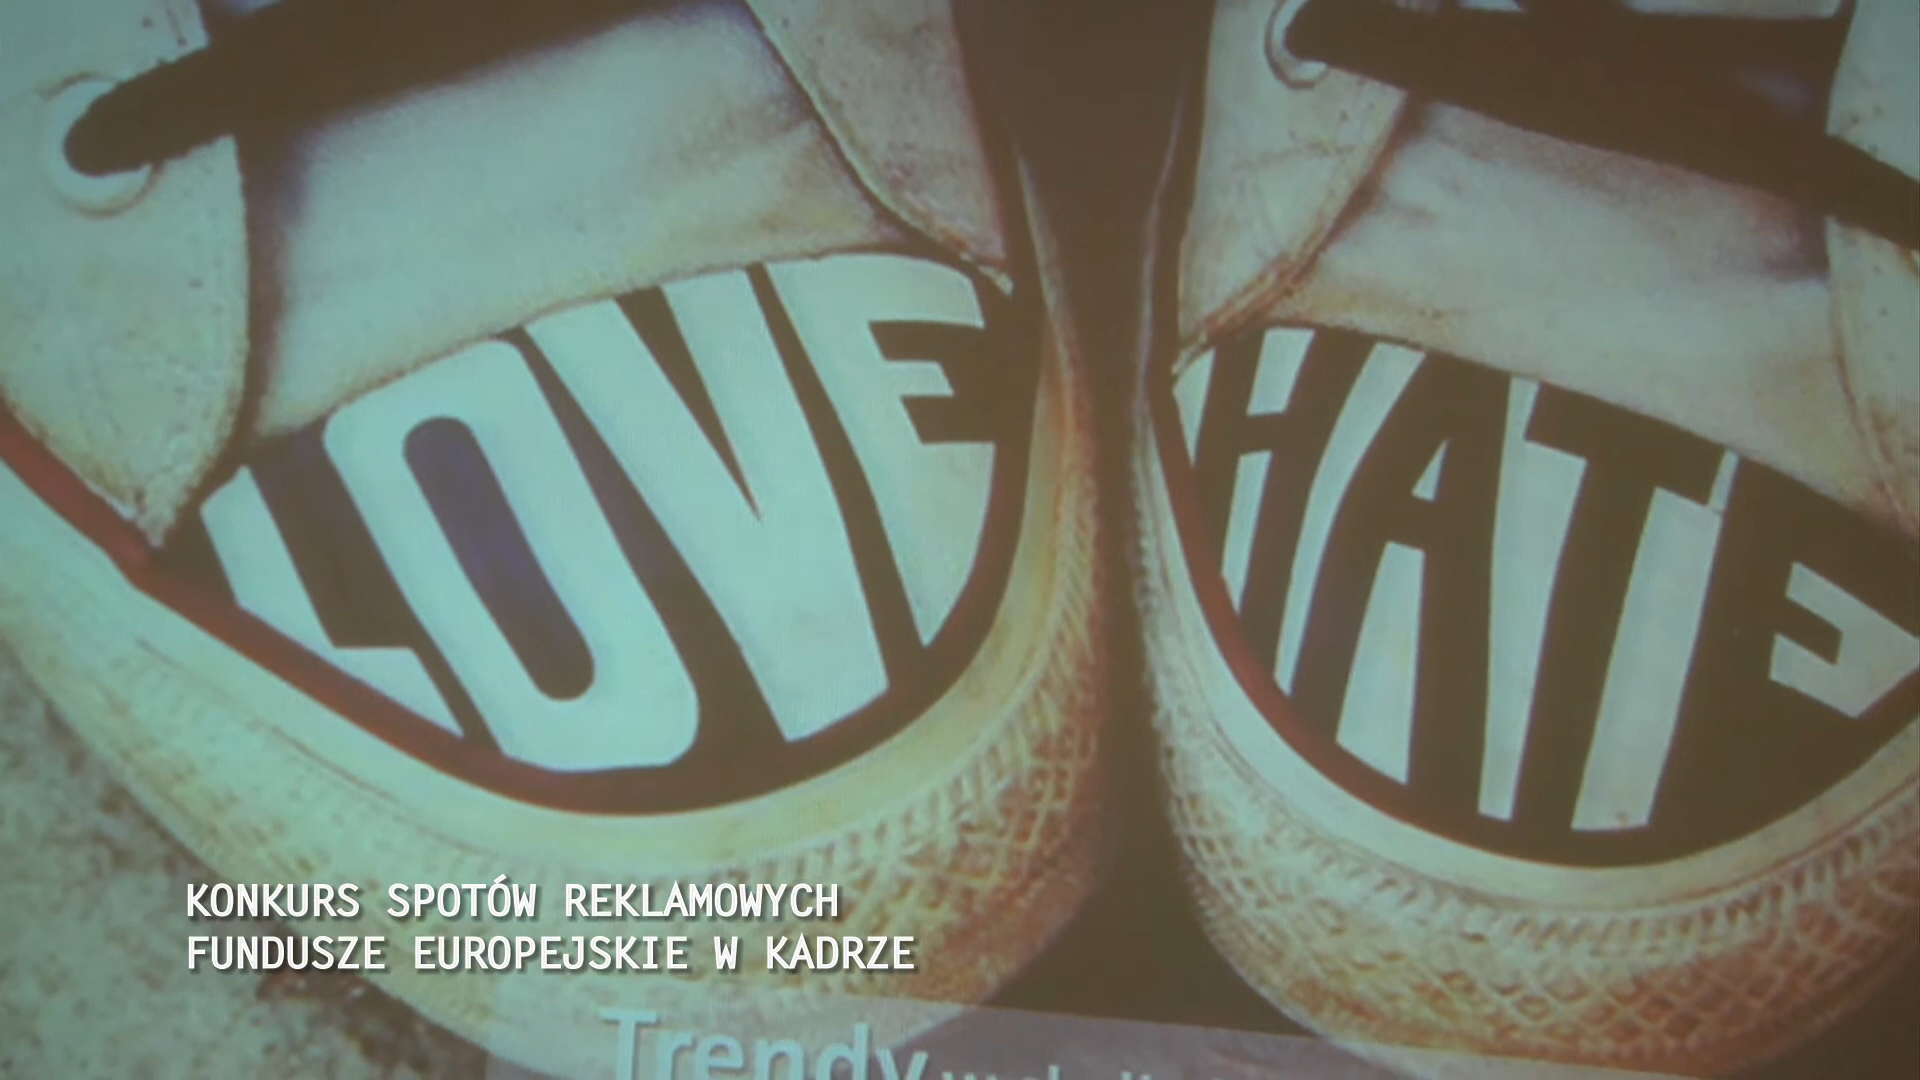 LOVE
HATE
KONKURS SPOTÓW REKLAMOWYCH
FUNDUSZE EUROPEJSKIE W KADRZE
Trendy